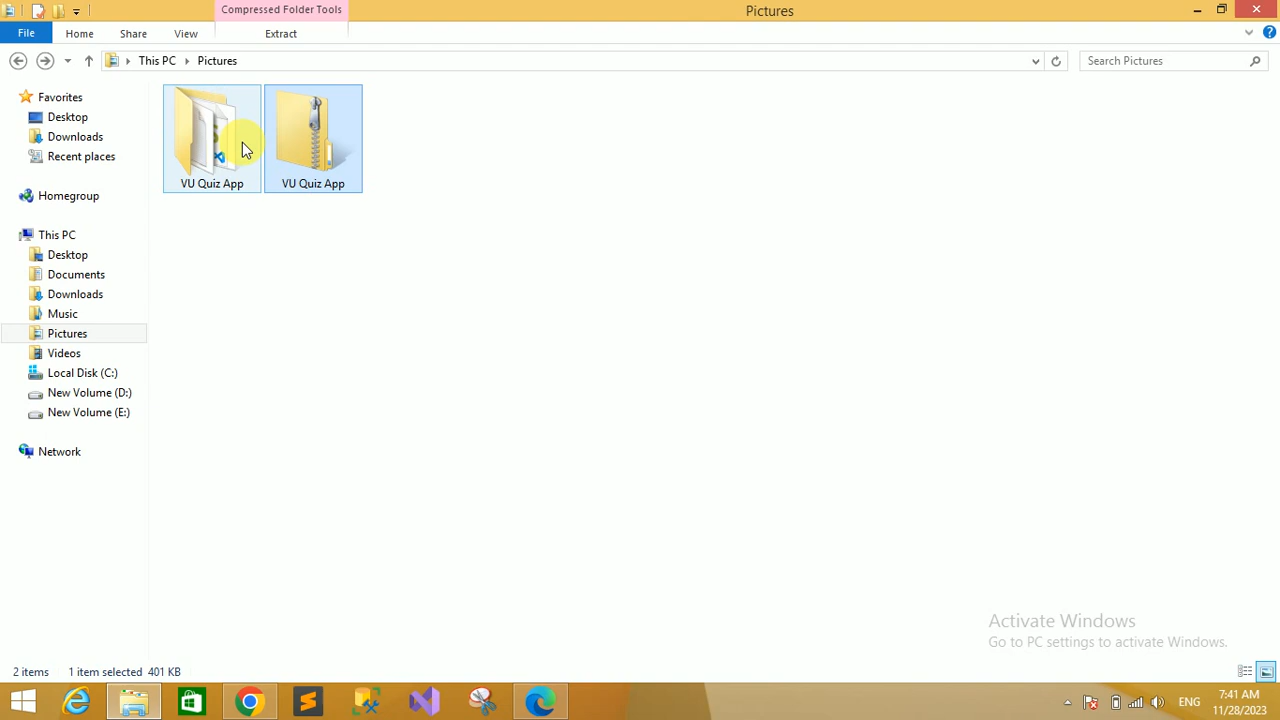 Compressed Folder Tools
Pictures
File
Home
Share
View
Extract
This PC
Pictures
Search Pictures
Favorites
Desktop
Downloads
Recent places
Homegroup
This PC
Desktop
Documents
Downloads
Music
Pictures
Videos
Local Disk (C:)
New Volume (D:)
New Volume (E:)
Network
VU Quiz App
VU Quiz App
Activate Windows
Go to PC settings to activate Windows.
2 items
1 item selected 401 KB
ENG
7:41 AM
11/28/2023